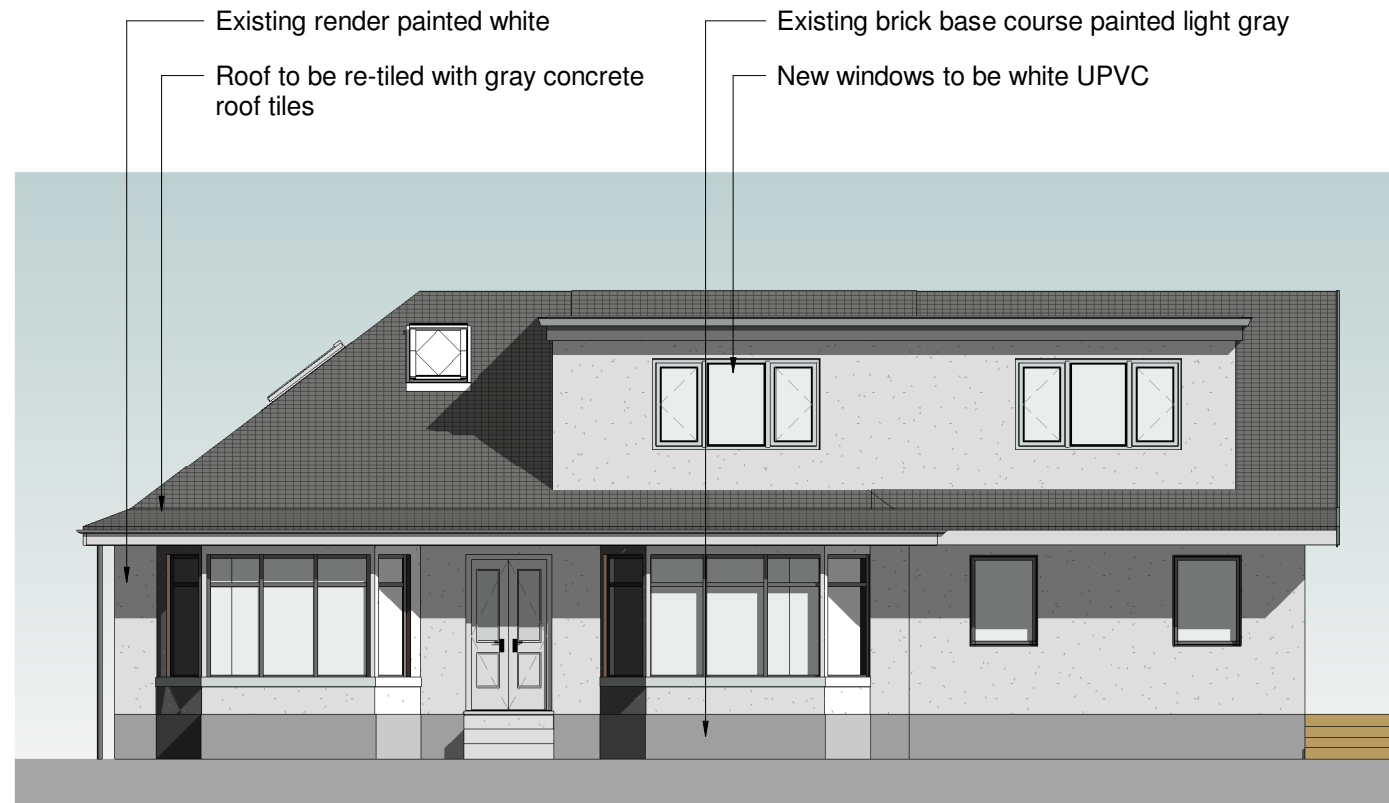 Existing render painted white
Roof to be re-tiled with gray concrete
roof tiles
Existing brick base course painted light gray
New windows to be white UPVC